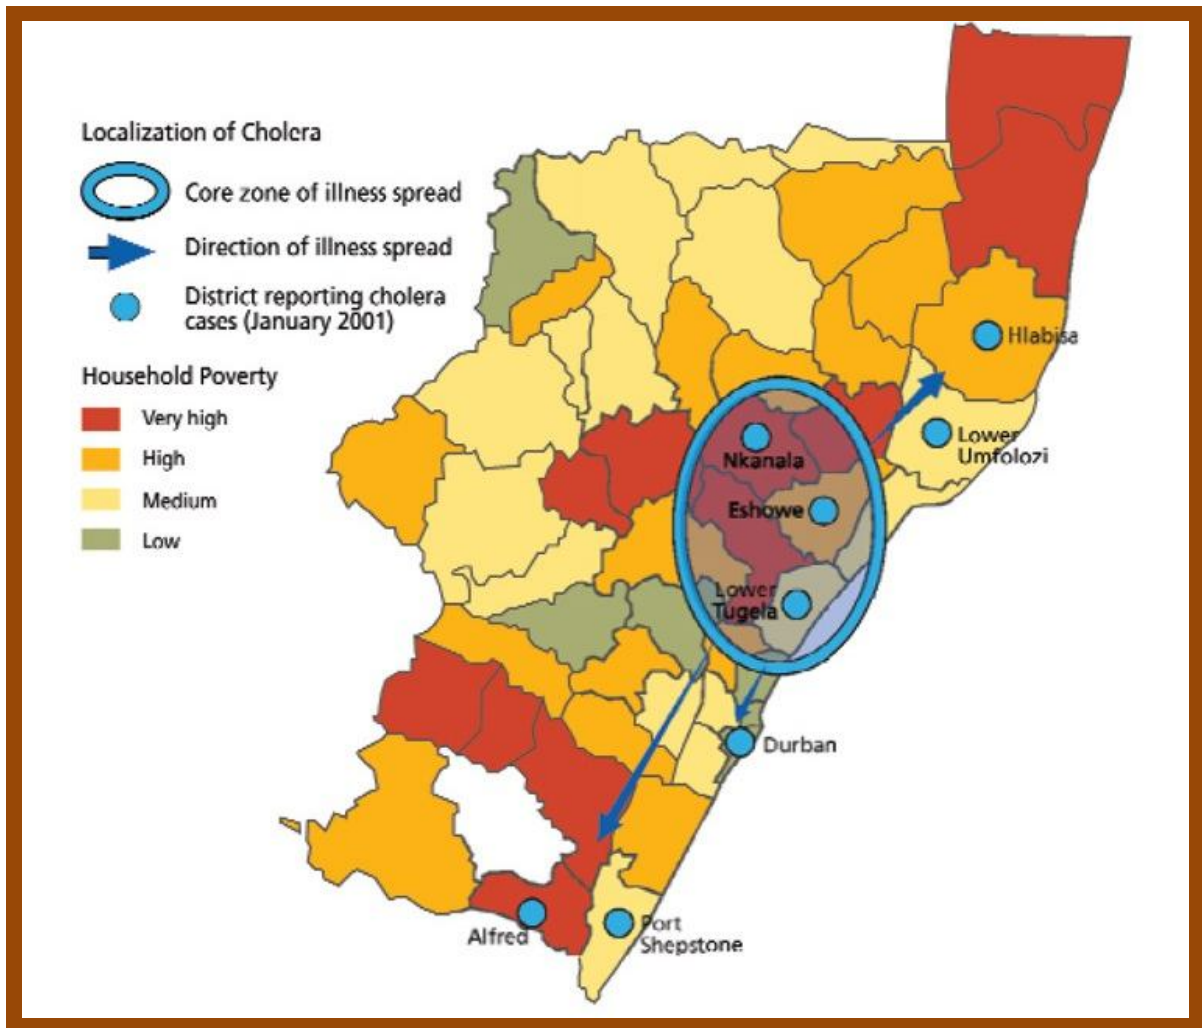 Localization of Cholera
Core zone of illness spread
Direction of illness spread
District reporting cholera
cases (January 2001)
Household Poverty
Very high
High
Medium
Low
Hlabisa
Lower
Umfolozi
Nkanala
Eshowe
Lower
Tugela
Durban
Alfred
Port
Shepstone